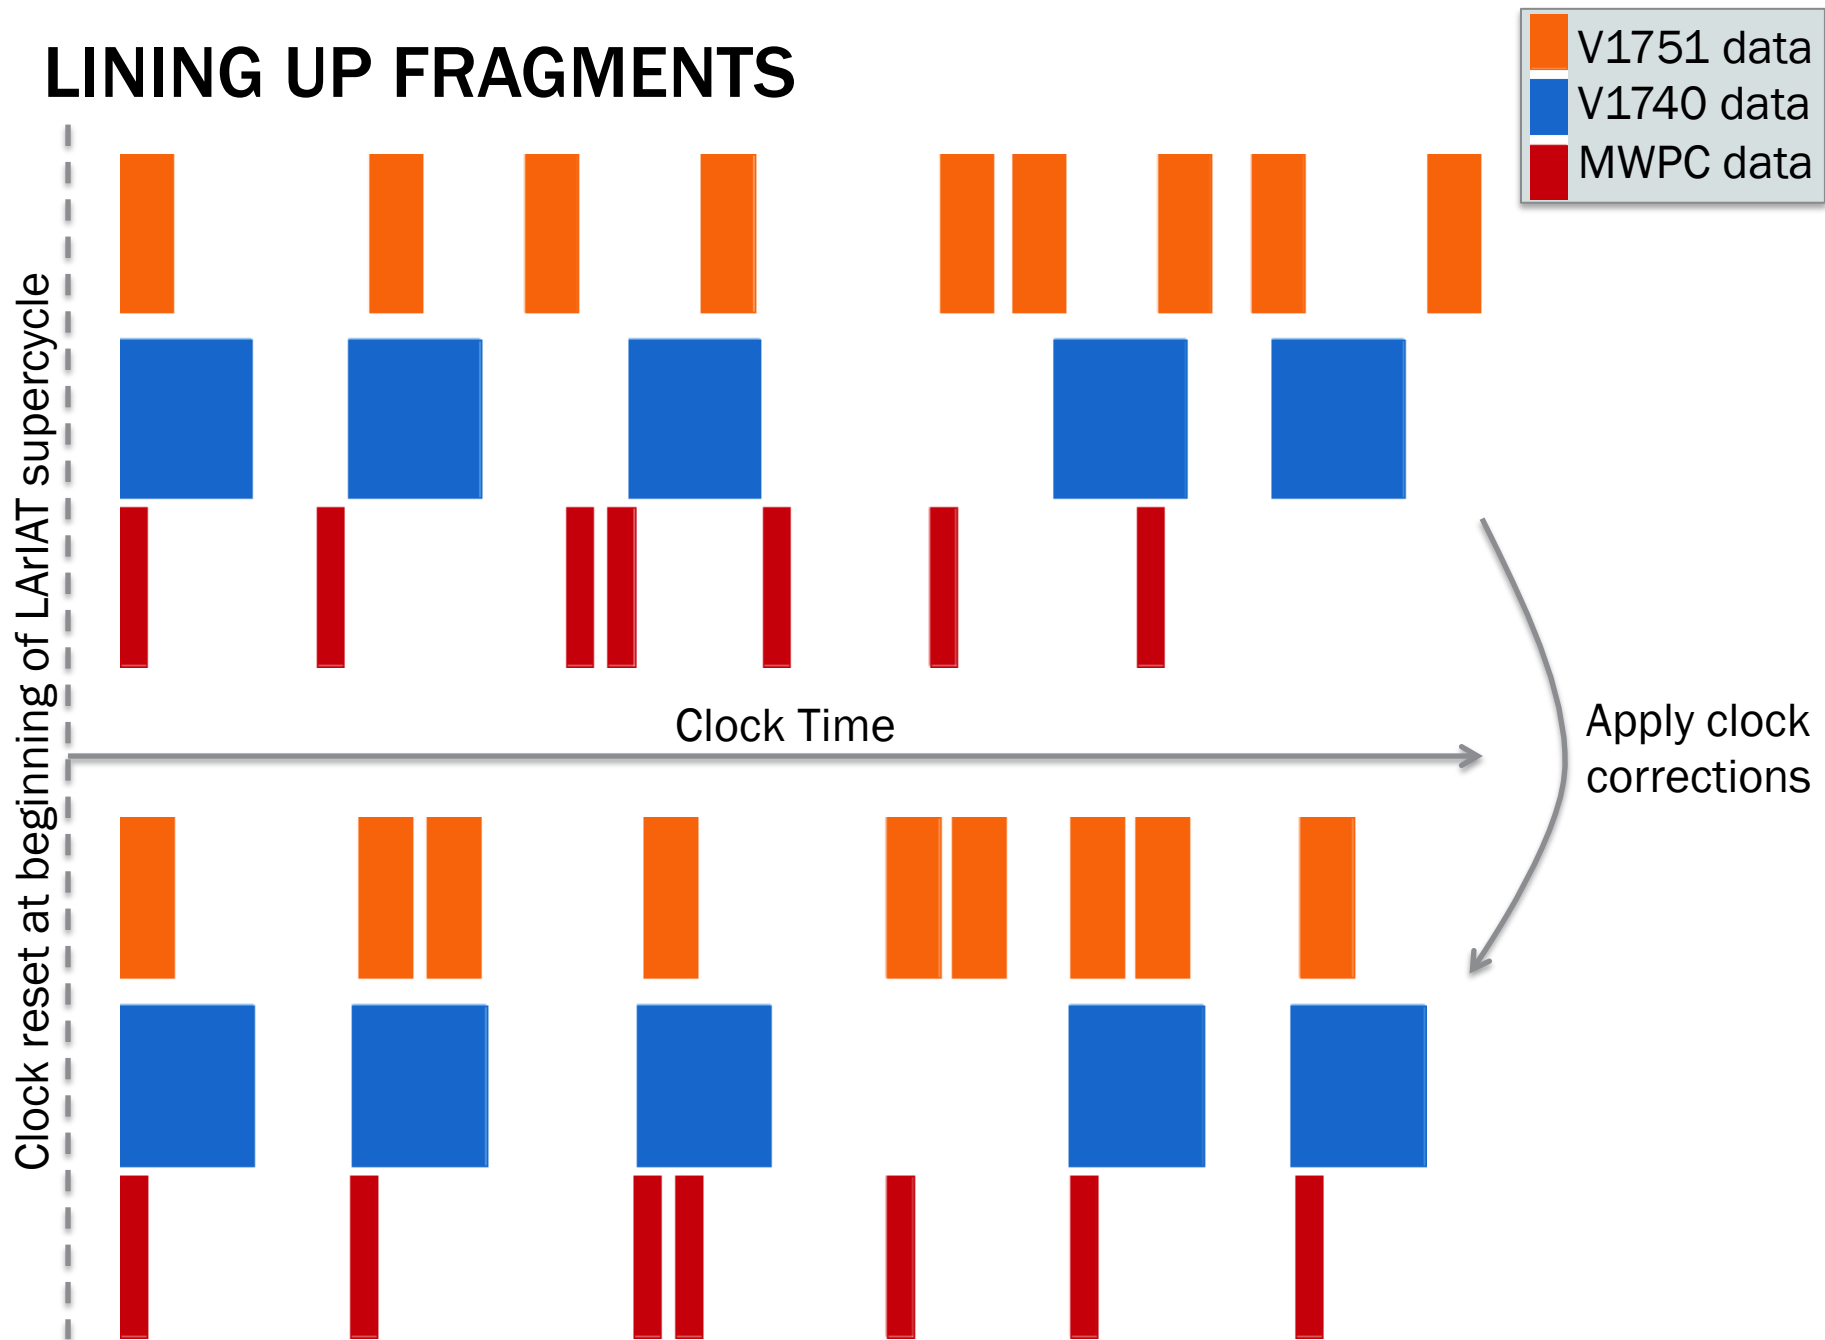 LINING UP FRAGMENTS
V1751 data
V1740 data
MWPC data
Clock reset at beginning of LArIAT supercycle
Clock Time
Apply clock
corrections